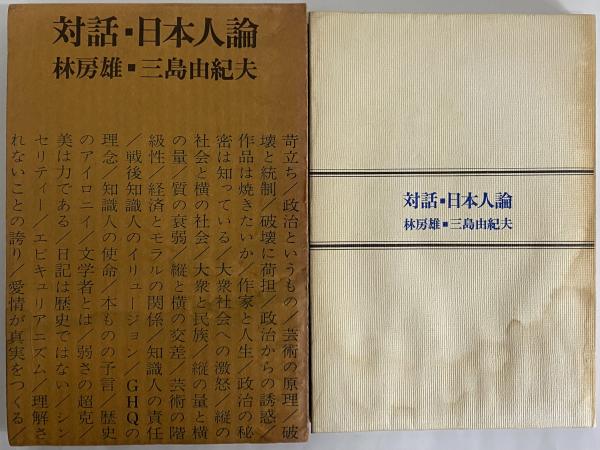 対話■日本人論
林房雄■三島由紀夫
苛立ち／政治というもの／芸術の原理／破
壊と統制／破壊に荷担／政治からの誘惑／
作品は焼きたいか／作家と人生／政治の秘
密は知っている／大衆社会への激怒／縦の
社会と横の社会／大衆と民族／縦の量と横
の量／質の衰弱／縦と横の交差／芸術の階
級性／経済とモラルの関係／知識人の責任
／戦後知識人のイリュージョン／GHQの
理念／知識人の使命／本ものの予言／歴史
のアイロニイ／文学者とは／弱さの超克／
美は力である／日記は歴史ではない／シン
セリティー／エピキュリアニズム／理解さ
れないことの誇り／愛情が真実をつくる／
対話■日本人論
林房雄■三島由紀夫